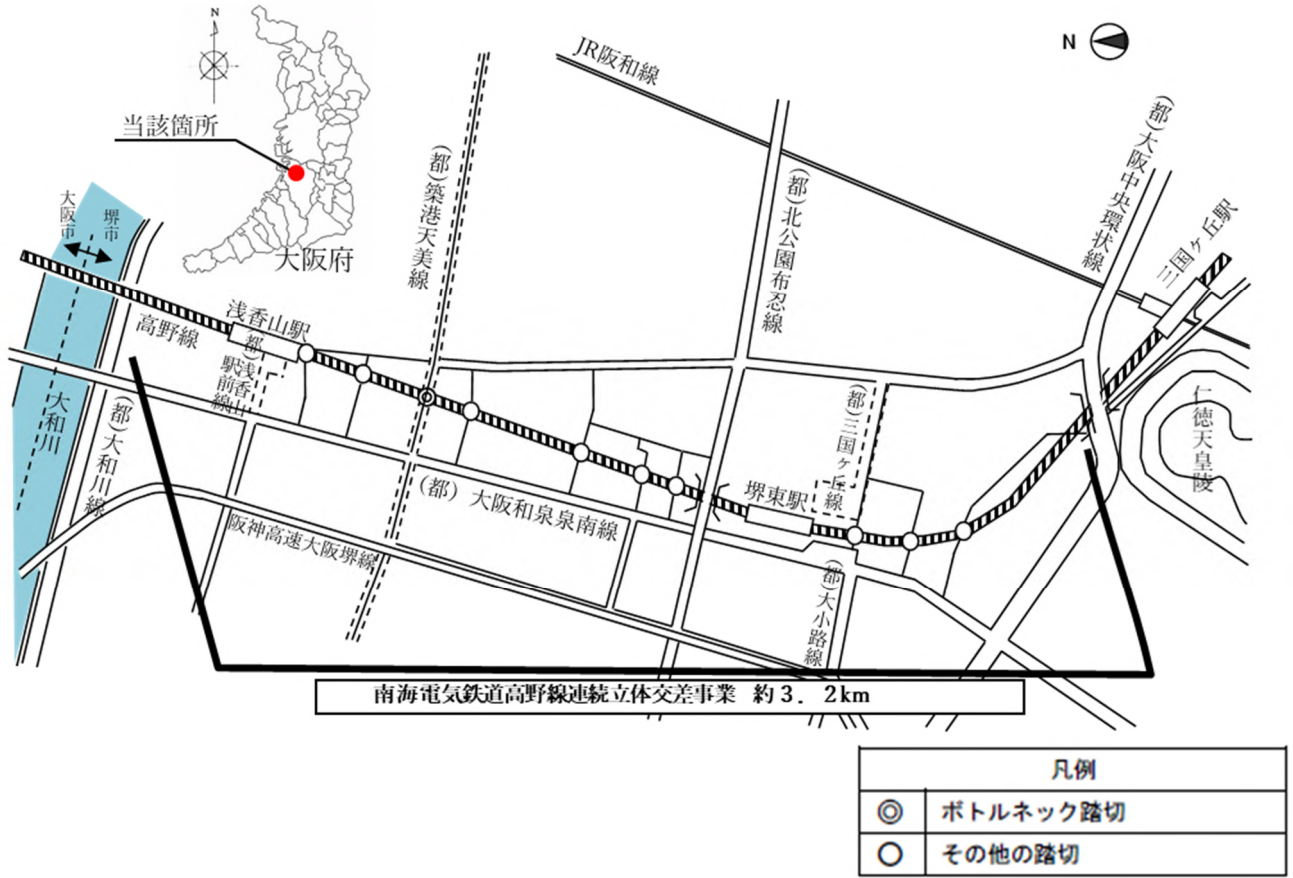 N
N
当該箇所
大阪府
JR阪和線
(都)大阪中央環状線
三国ヶ丘駅
(都)築港天美線
(都)北公園布忍線
大阪市
堺市
高野線
浅香山駅
(都)浅香山
駅前線
大和川
(都)大和川線
(都)三国ヶ丘線
仁徳天皇陵
堺東駅
(都)大阪和泉泉南線
阪神高速大阪堺線
(都)大小路線
南海電気鉄道高野線連続立体交差事業 約3.2km
凡例
◎ ボトルネック踏切
○ その他の踏切